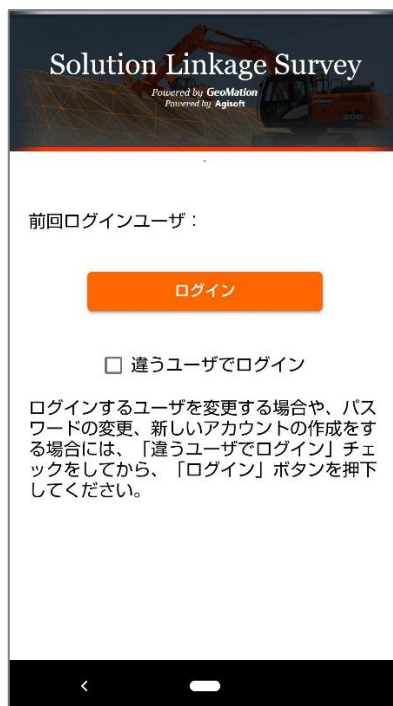 Solution Linkage Survey
Powered by GeoMation
Powered by Agisoft
前回ログインユーザ：
ログイン
違うユーザでログイン
ログインするユーザを変更する場合や、パス
ワードの変更、新しいアカウントの作成をす
る場合には、「違うユーザでログイン」チェ
ックをしてから、「ログイン」ボタンを押下
してください。